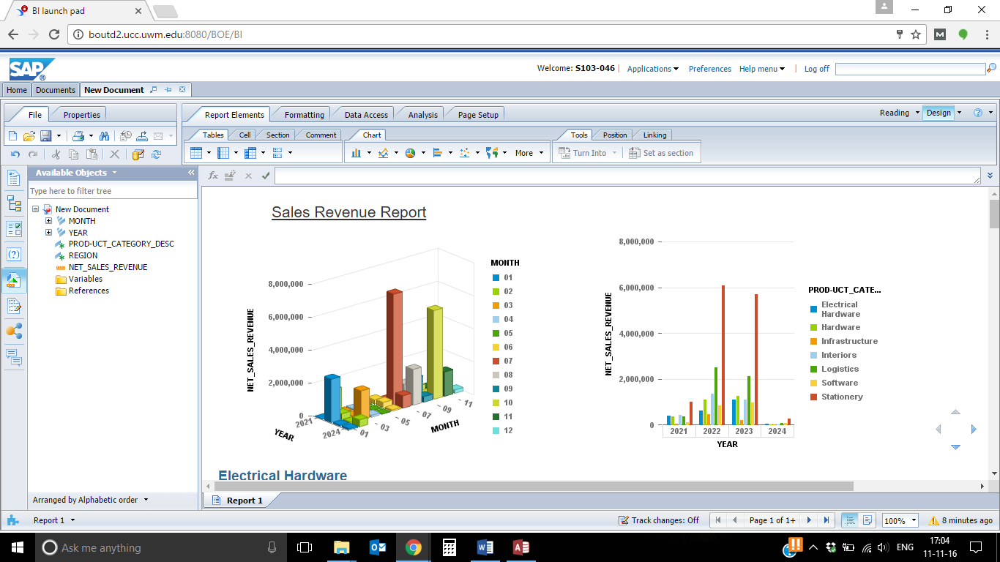 BI launch pad
boutd2.ucc.uwm.edu:8080/BOE/BI
SAP
Welcome: S103-046 | Applications Preferences Help menu | Log off
Home Documents New Document
File Properties Report Elements Formatting Data Access Analysis Page Setup Reading Design
Tables Cell Section Comment Chart Tools Position Linking
More Turn Into Set as section
Available Objects
Type here to filter tree
New Document
MONTH
YEAR
PROD-UCT_CATEGORY_DESC
REGION
NET_SALES_REVENUE
Variables
References
Arranged by Alphabetic order
Sales Revenue Report
NET_SALES_REVENUE
8,000,000
6,000,000
4,000,000
2,000,000
0
2021
2024
YEAR
01
03
05
07
09
11
MONTH
MONTH
01
02
03
04
05
06
07
08
09
10
11
12
NET_SALES_REVENUE
8,000,000
6,000,000
4,000,000
2,000,000
0
2021 2022 2023 2024
YEAR
PROD-UCT_CATE...
Electrical
Hardware
Hardware
Infrastructure
Interiors
Logistics
Software
Stationery
Electrical Hardware
Report 1
Report 1 Track changes: Off Page 1 of 1+ 100% 8 minutes ago
Ask me anything
ENG
17:04
11-11-16